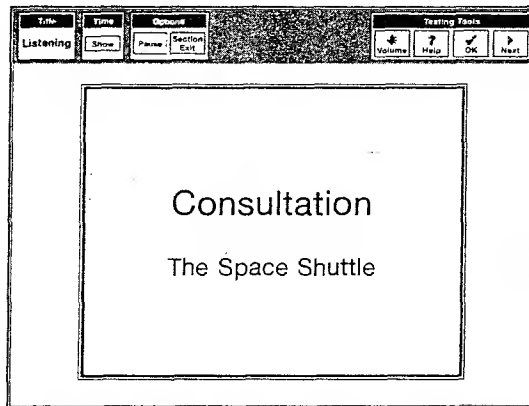 Title Time Options Testing Tools
Listening Show Pause Section Exit Volume Help OK Next
Consultation
The Space Shuttle